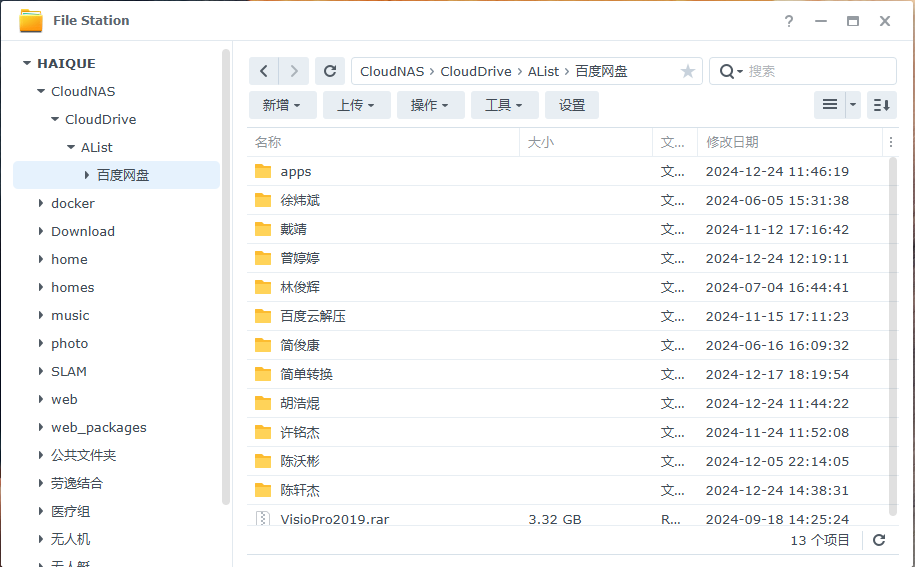 File Station
HAIQUE
CloudNAS
CloudDrive
AList
百度网盘
docker
Download
home
homes
music
photo
SLAM
web
web_packages
公共文件夹
劳逸结合
医疗组
无人机
无人艇
CloudNAS › CloudDrive › AList › 百度网盘
搜索
新增 上传 操作 工具 设置
名称 大小 文... 修改日期
apps 文... 2024-12-24 11:46:19
徐炜斌 文... 2024-06-05 15:31:38
戴靖 文... 2024-11-12 17:16:42
曾婷婷 文... 2024-12-24 12:19:11
林俊辉 文... 2024-07-04 16:44:41
百度云解压 文... 2024-11-15 17:11:23
简俊康 文... 2024-06-16 16:09:32
简单转换 文... 2024-12-17 18:19:54
胡浩焜 文... 2024-12-24 11:44:22
许铭杰 文... 2024-11-24 11:52:08
陈沃彬 文... 2024-12-05 22:14:05
陈轩杰 文... 2024-12-24 14:38:31
VisioPro2019.rar 3.32 GB R... 2024-09-18 14:25:24
13 个项目